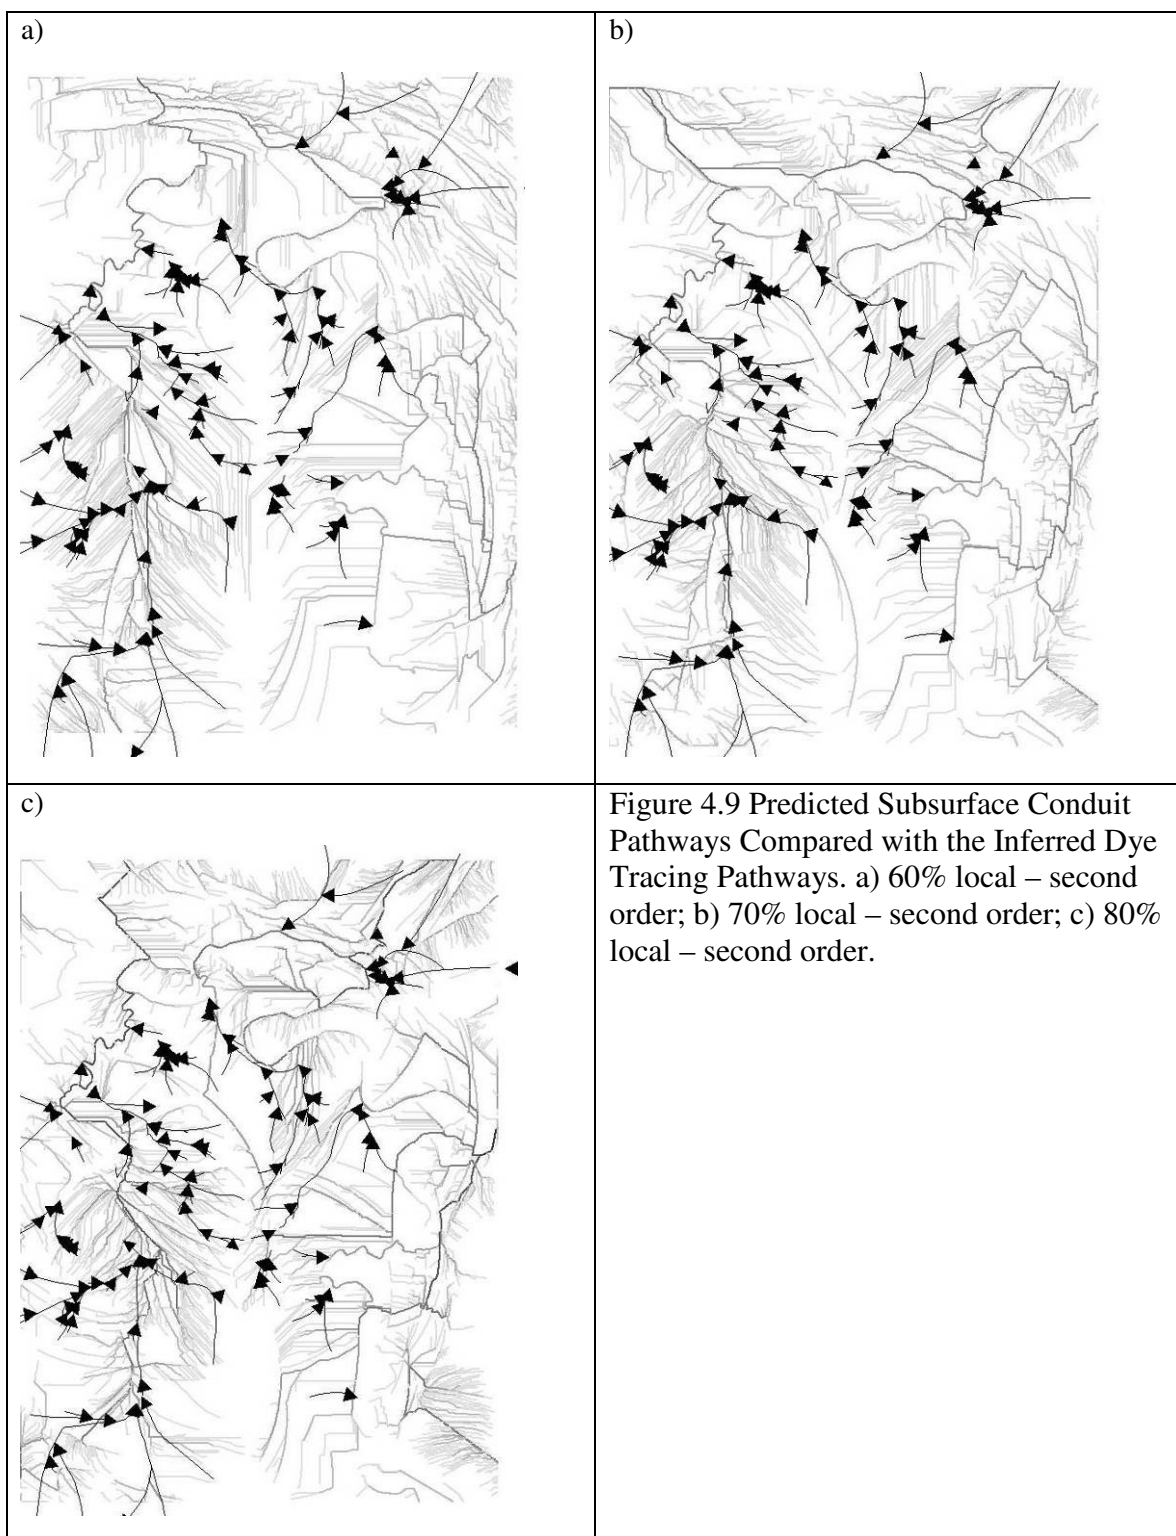 a)
b)
c)
Figure 4.9 Predicted Subsurface Conduit
Pathways Compared with the Inferred Dye
Tracing Pathways. a) 60% local – second
order; b) 70% local – second order; c) 80%
local – second order.